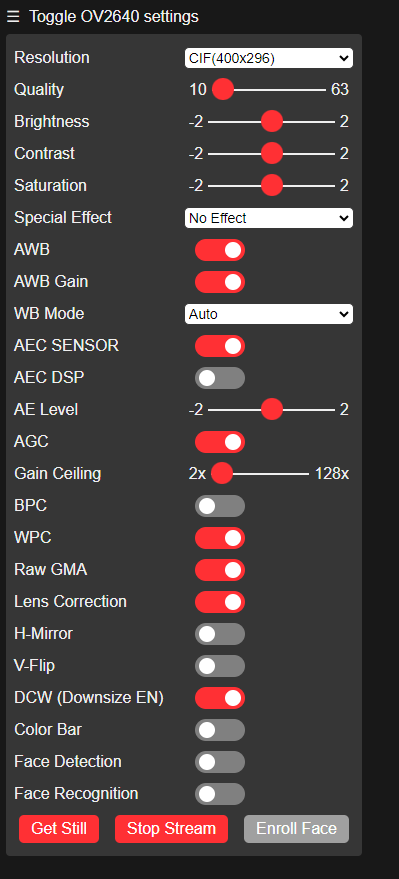 ☰ Toggle OV2640 settings
Resolution CIF(400x296)
Quality 10 63
Brightness -2 2
Contrast -2 2
Saturation -2 2
Special Effect No Effect
AWB
AWB Gain
WB Mode Auto
AEC SENSOR
AEC DSP
AE Level -2 2
AGC
Gain Ceiling 2x 128x
BPC
WPC
Raw GMA
Lens Correction
H-Mirror
V-Flip
DCW (Downsize EN)
Color Bar
Face Detection
Face Recognition
Get Still Stop Stream Enroll Face